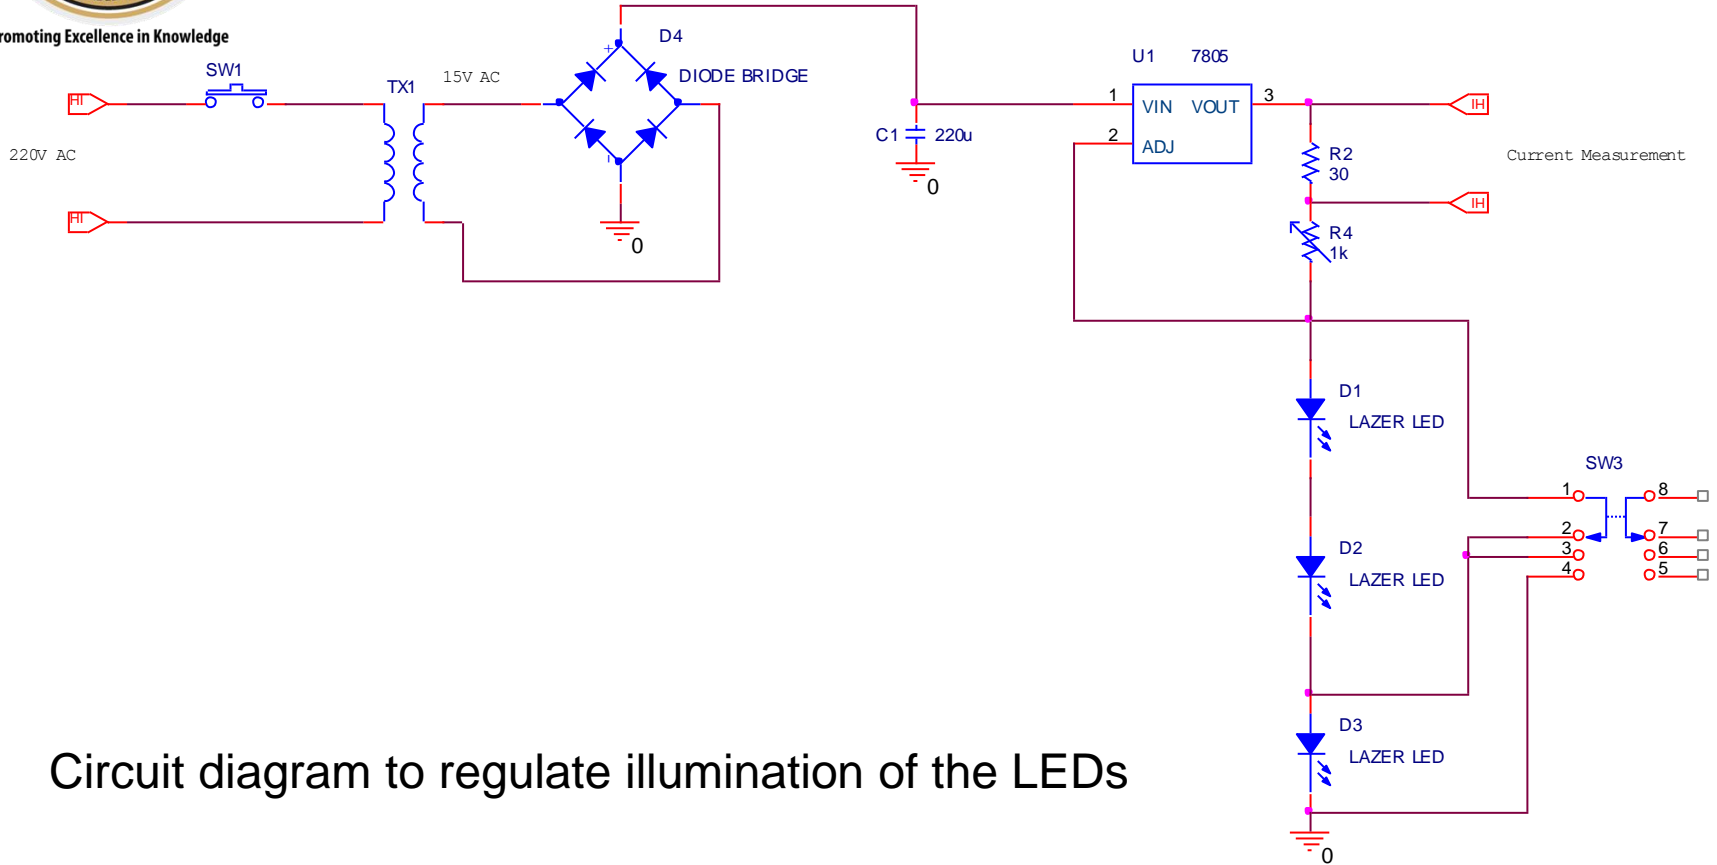 romoting Excellence in Knowledge
SW1
HI
HI
220V AC
TX1
15V AC
D4
DIODE BRIDGE
+
-
0
C1
220u
0
U1
7805
1
VIN
VOUT
3
2
ADJ
R2
30
IH
Current Measurement
IH
R4
1k
D1
LAZER LED
D2
LAZER LED
D3
LAZER LED
0
SW3
1
8
2
7
3
6
4
5
Circuit diagram to regulate illumination of the LEDs